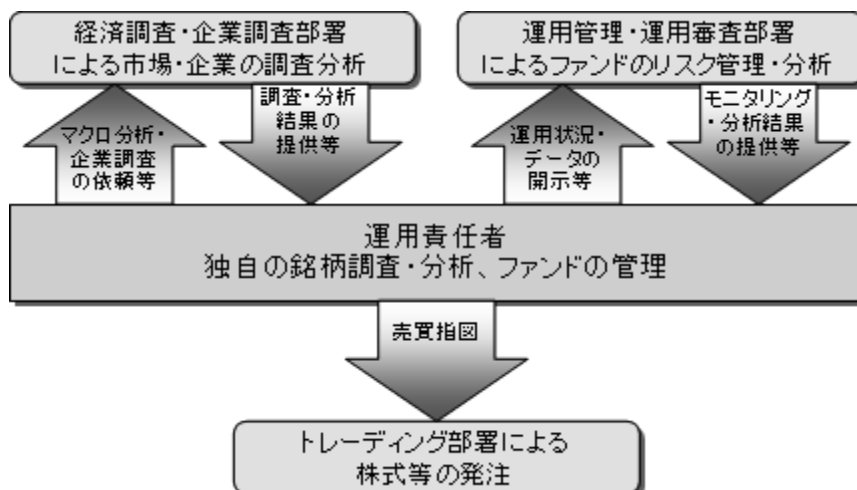 経済調査・企業調査部署
による市場・企業の調査分析
運用管理・運用審査部署
によるファンドのリスク管理・分析
マクロ分析・
企業調査
の依頼等
調査・分析
結果の
提供等
運用状況・
データの
開示等
モニタリング
・分析結果
の提供等
運用責任者
独自の銘柄調査・分析、ファンドの管理
売買指図
トレーディング部署による
株式等の発注